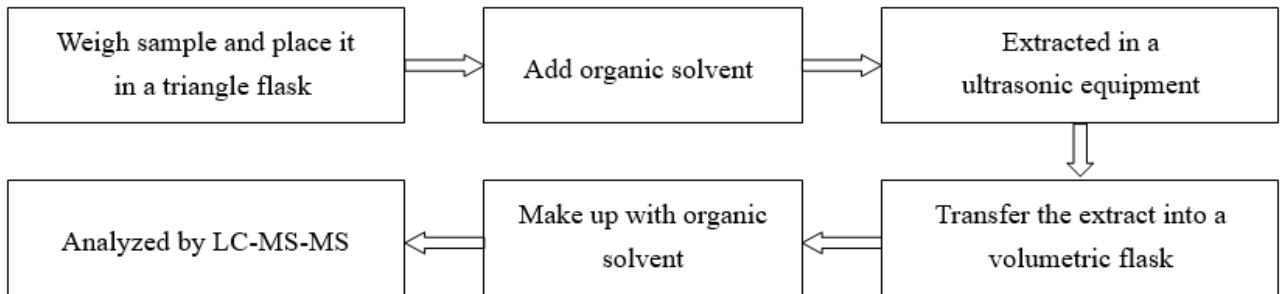 Weigh sample and place it
in a triangle flask
Add organic solvent
Extracted in a
ultrasonic equipment
Transfer the extract into a
volumetric flask
Make up with organic
solvent
Analyzed by LC-MS-MS